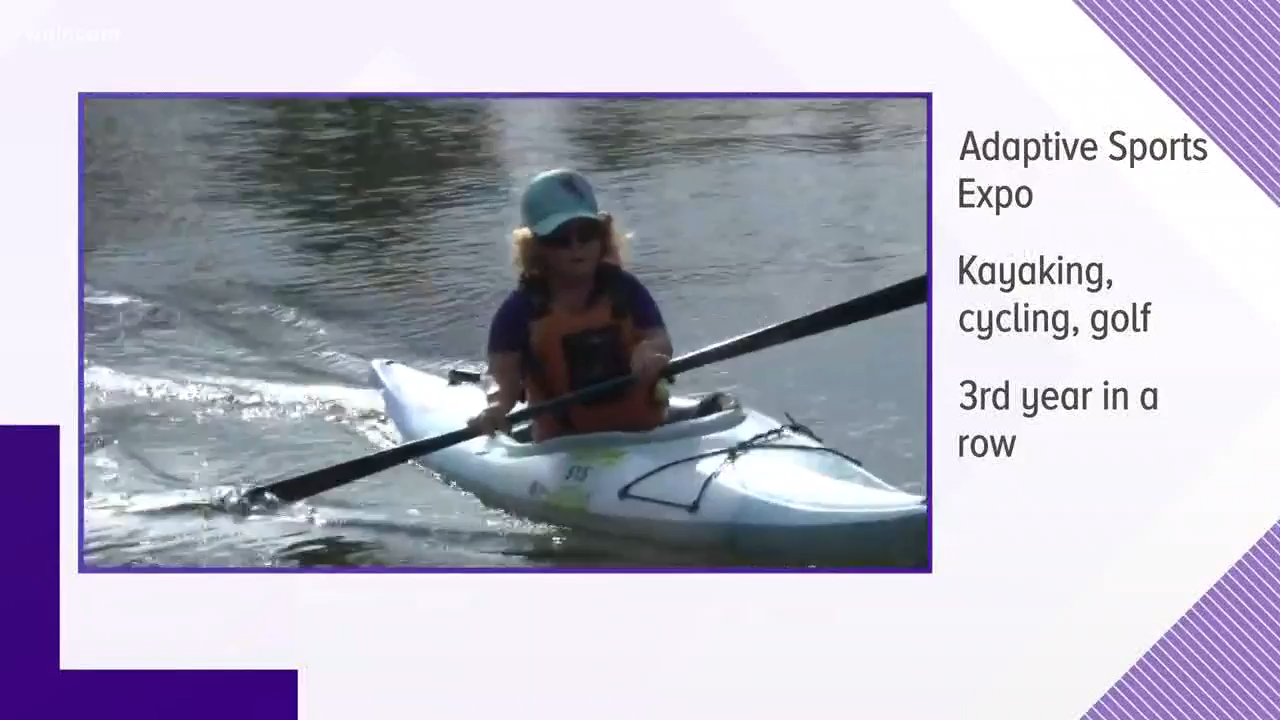 Adaptive Sports
Expo
Kayaking,
cycling, golf
3rd year in a
row